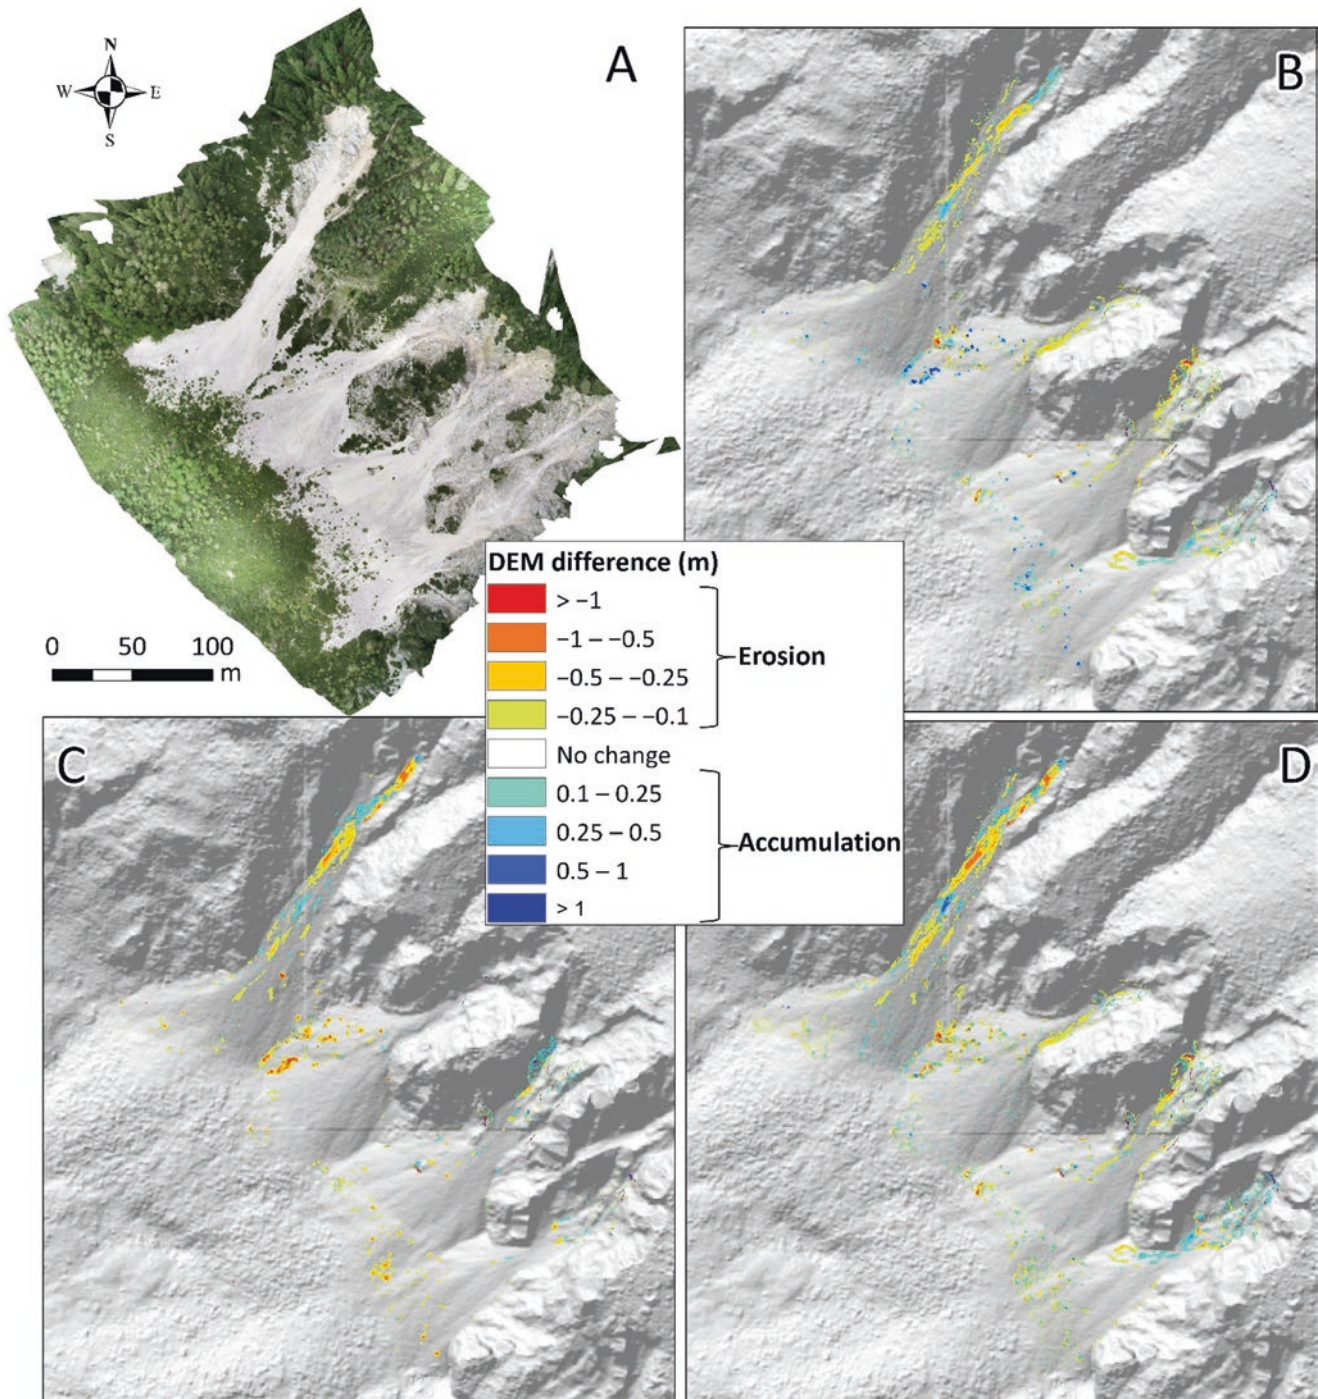 A
N
W E
S
B
0 50 100
m
DEM difference (m)
> −1
−1 – −0.5
−0.5 – −0.25
−0.25 – −0.1
Erosion
No change
0.1 – 0.25
0.25 – 0.5
0.5 – 1
> 1
Accumulation
C
D